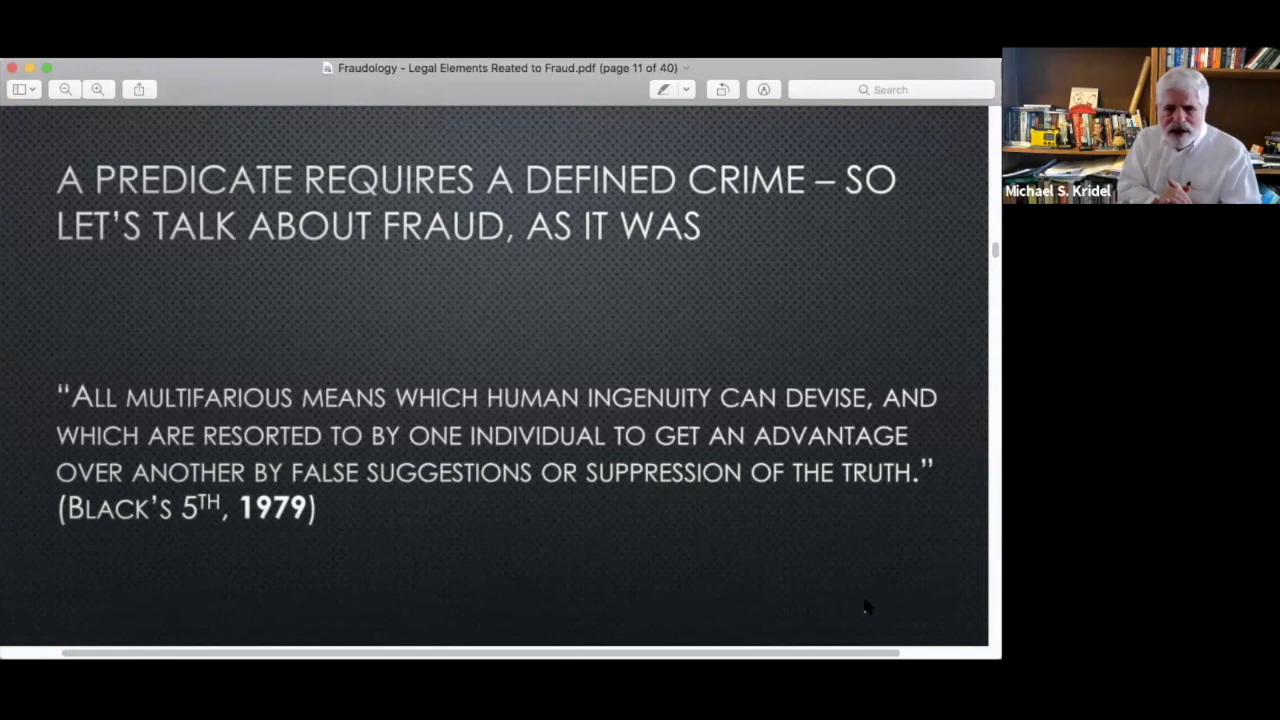 Fraudology - Legal Elements Reated to Fraud.pdf (page 11 of 40)
Search
A PREDICATE REQUIRES A DEFINED CRIME – SO
LET'S TALK ABOUT FRAUD, AS IT WAS
“ALL MULTIFARIOUS MEANS WHICH HUMAN INGENUITY CAN DEVISE, AND
WHICH ARE RESORTED TO BY ONE INDIVIDUAL TO GET AN ADVANTAGE
OVER ANOTHER BY FALSE SUGGESTIONS OR SUPPRESSION OF THE TRUTH.”
(BLACK'S 5TH, 1979)
Michael S. Kridel